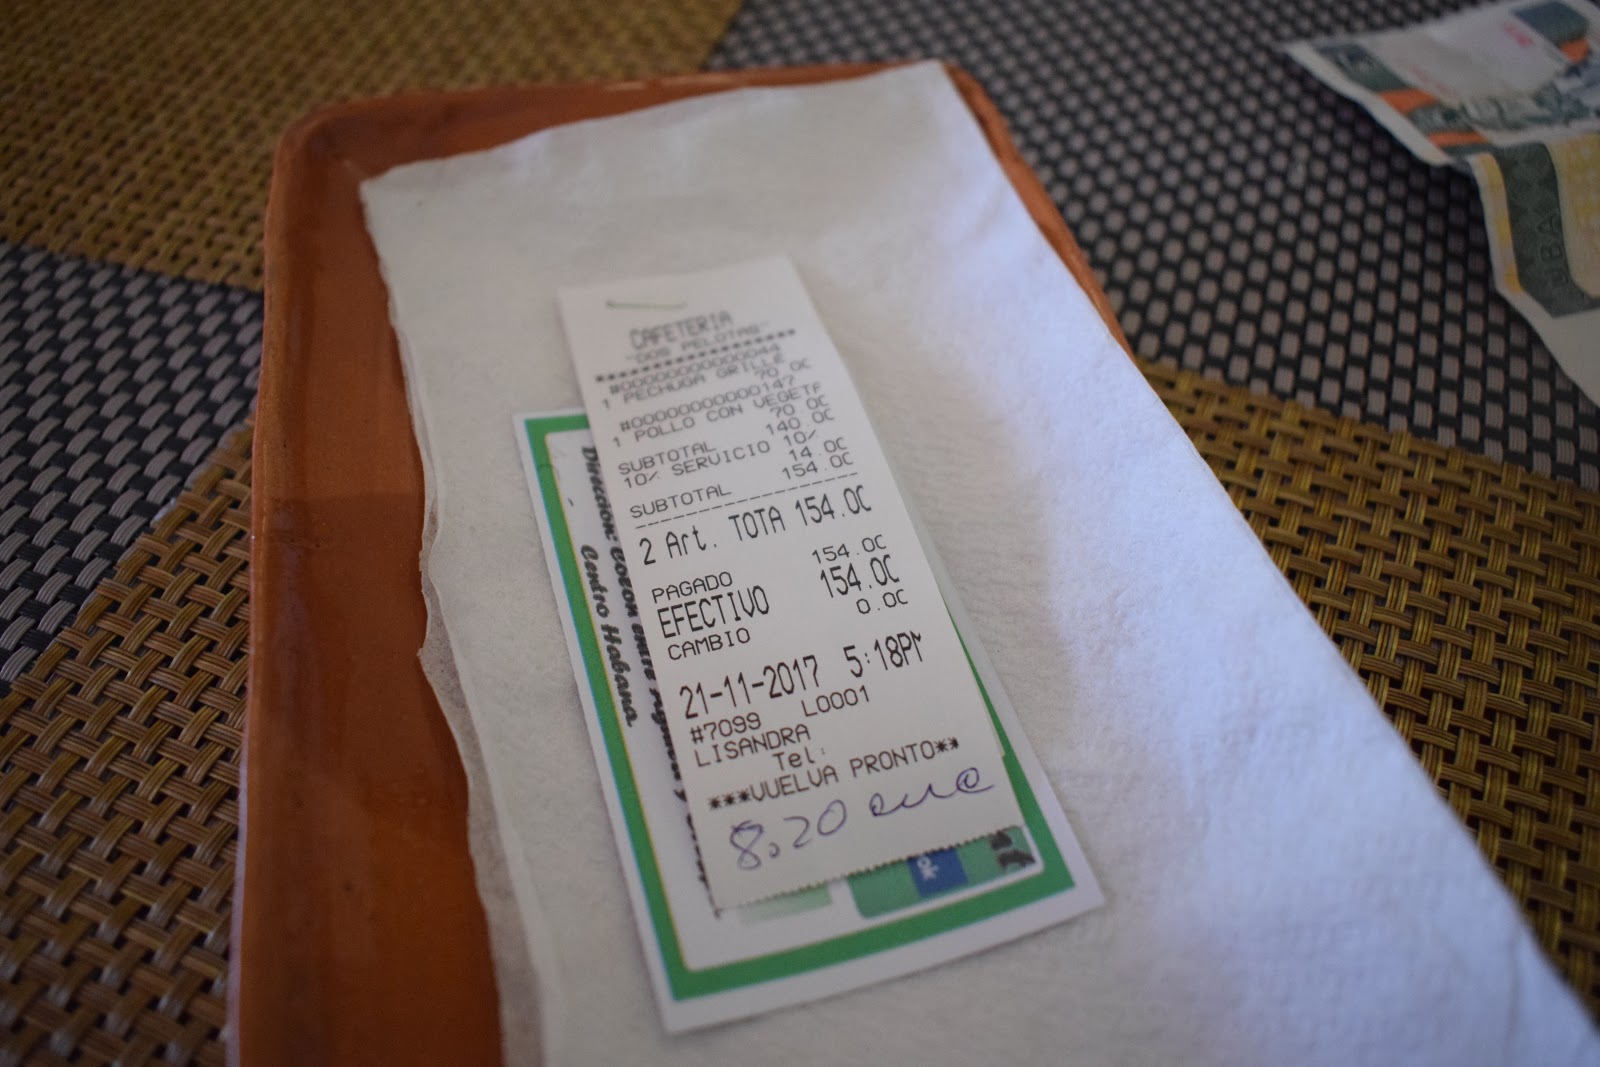 CAFETERIA
"DOS PELOTAS"
********************
#0000000000044
1 PECHUGA GRILLE
70.0C
#0000000000147
1 POLLO CON VEGETF
70.0C
SUBTOTAL 140.0C
10% SERVICIO 10%
14.0C
SUBTOTAL 154.0C
2 Art. TOTA 154.0C
PAGADO 154.0C
EFECTIVO 154.0C
CAMBIO 0.0C
21-11-2017 5:18PM
#7099 L0001
LISANDRA
Tel:
***VUELVA PRONTO**
8.20 cuc
Centro Habana